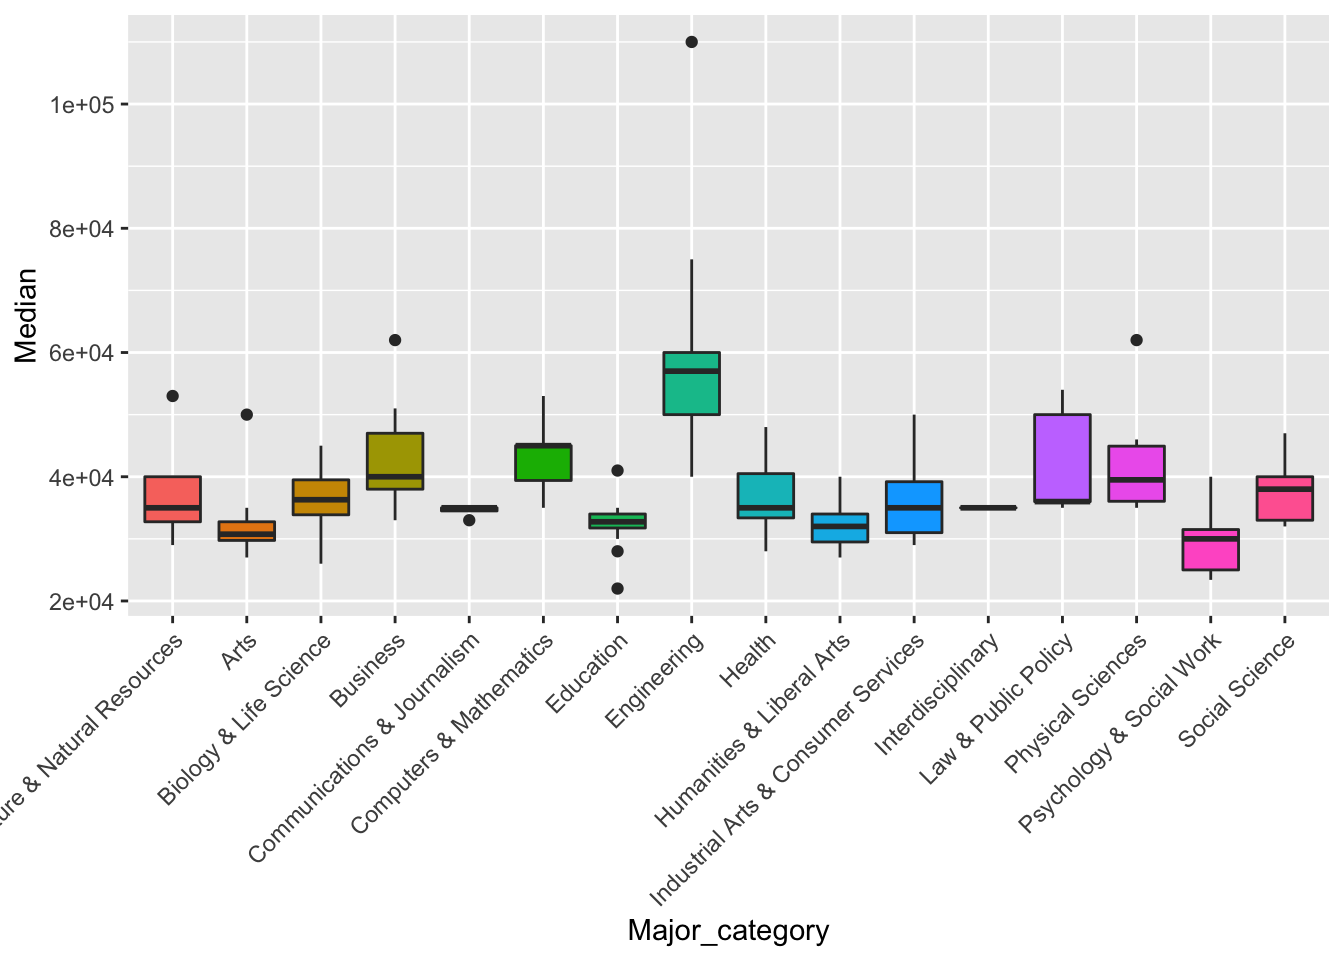 1e+05
8e+04
6e+04
4e+04
2e+04
Median
ure & Natural Resources
Arts
Biology & Life Science
Business
Communications & Journalism
Computers & Mathematics
Education
Engineering
Health
Humanities & Liberal Arts
Industrial Arts & Consumer Services
Interdisciplinary
Law & Public Policy
Physical Sciences
Psychology & Social Work
Social Science
Major_category